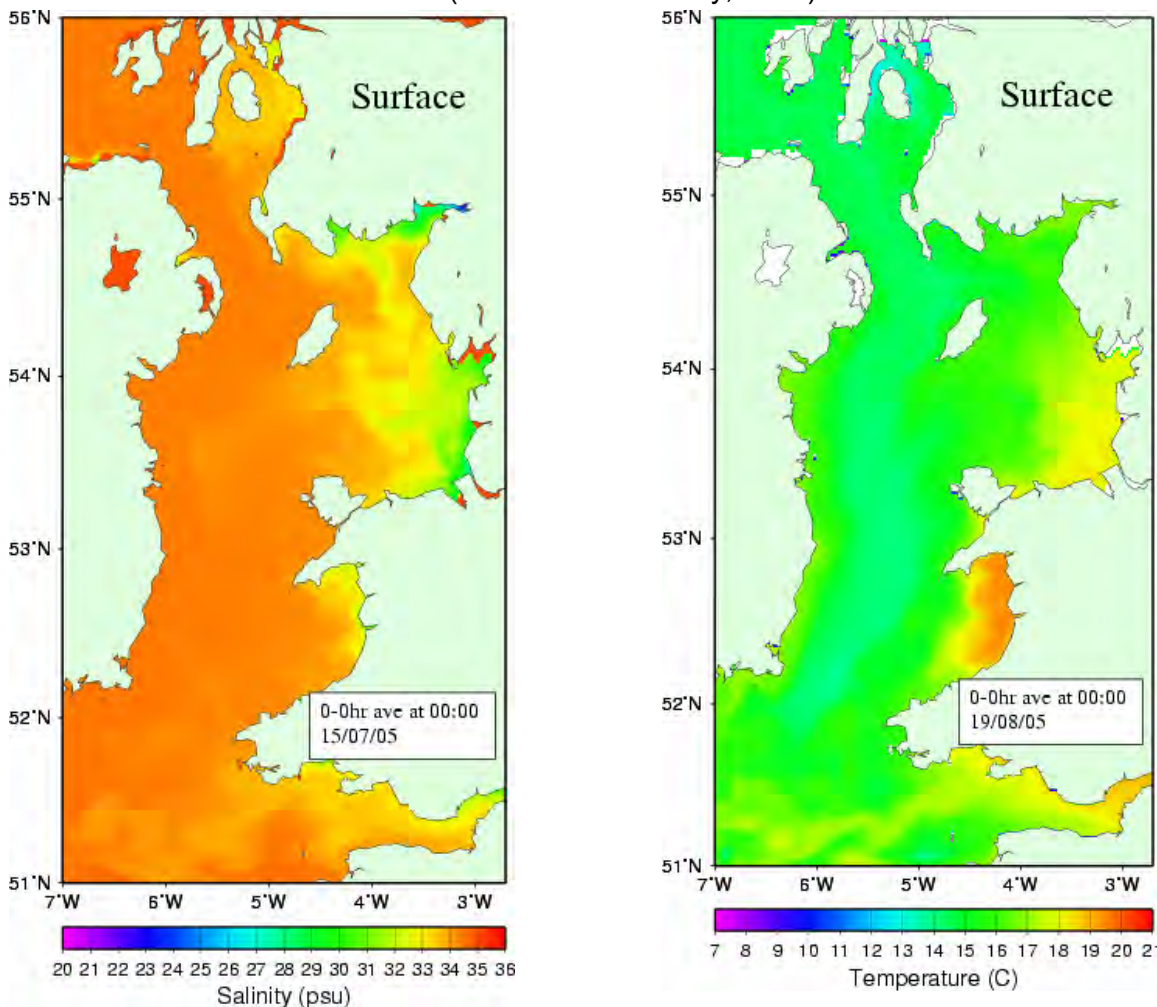 56°N
55°N
54°N
53°N
52°N
51°N
7°W 6°W 5°W 4°W 3°W
Surface
0-0hr ave at 00:00
15/07/05
20 21 22 23 24 25 26 27 28 29 30 31 32 33 34 35 36
Salinity (psu)
56°N
55°N
54°N
53°N
52°N
51°N
7°W 6°W 5°W 4°W 3°W
Surface
0-0hr ave at 00:00
19/08/05
7 8 9 10 11 12 13 14 15 16 17 18 19 20 21
Temperature (C)